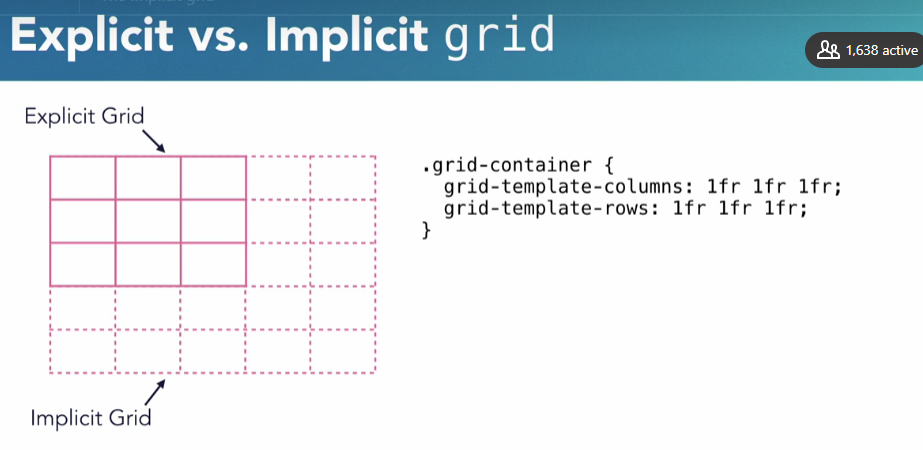 Explicit vs. Implicit grid
1,638 active
Explicit Grid
.grid-container {
grid-template-columns: 1fr 1fr 1fr;
grid-template-rows: 1fr 1fr 1fr;
}
Implicit Grid